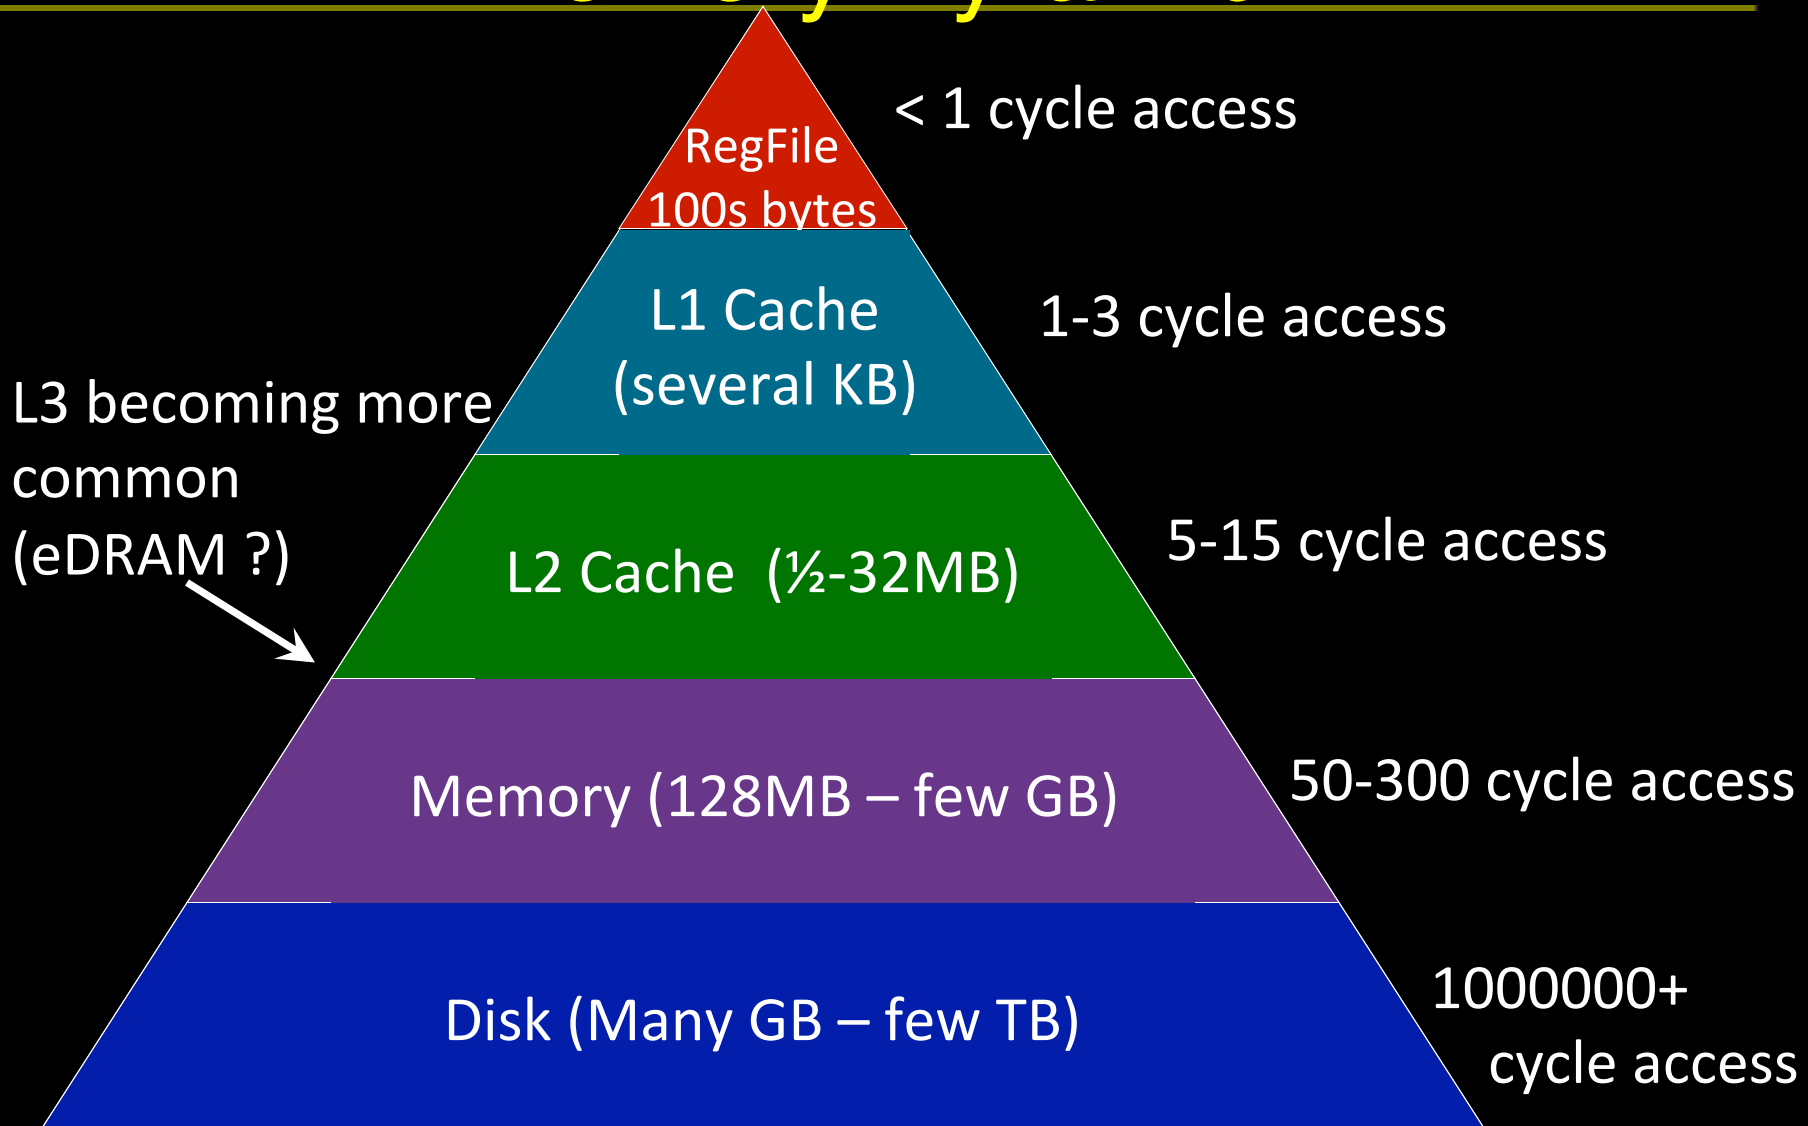 < 1 cycle access
RegFile
100s bytes
L1 Cache
(several KB)
1-3 cycle access
L3 becoming more
common
(eDRAM ?)
L2 Cache (½-32MB)
5-15 cycle access
Memory (128MB – few GB)
50-300 cycle access
Disk (Many GB – few TB)
1000000+
cycle access